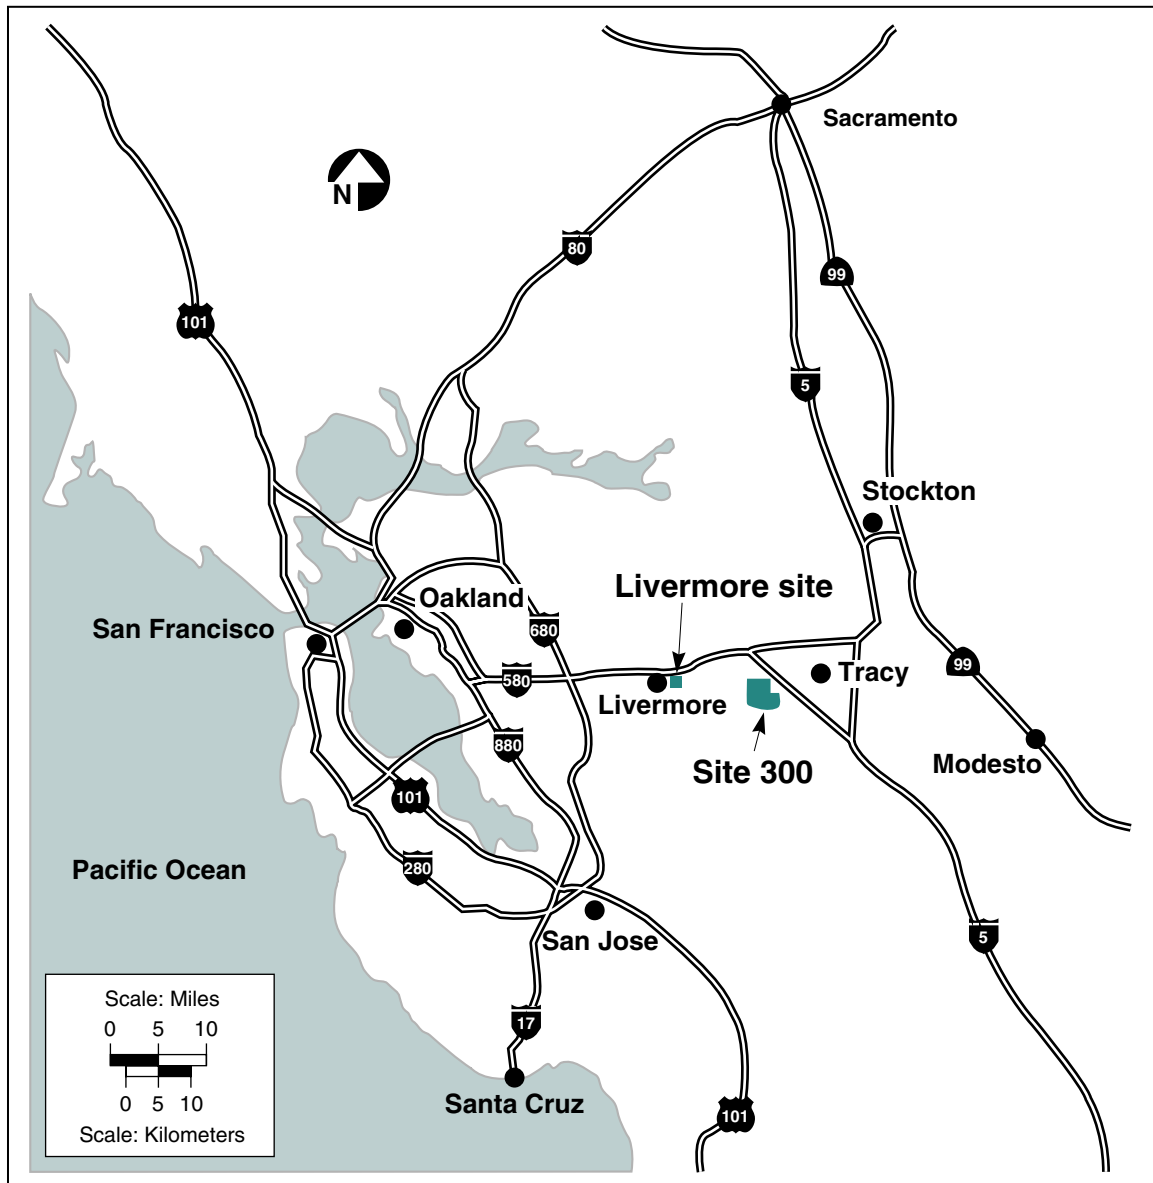 Sacramento
N
80
99
101
5
Stockton
Livermore site
Oakland
San Francisco
680
99
Tracy
580
Livermore
880
Modesto
Site 300
101
Pacific Ocean
280
5
San Jose
Scale: Miles
0 5 10
17
0 5 10
Scale: Kilometers
Santa Cruz
101